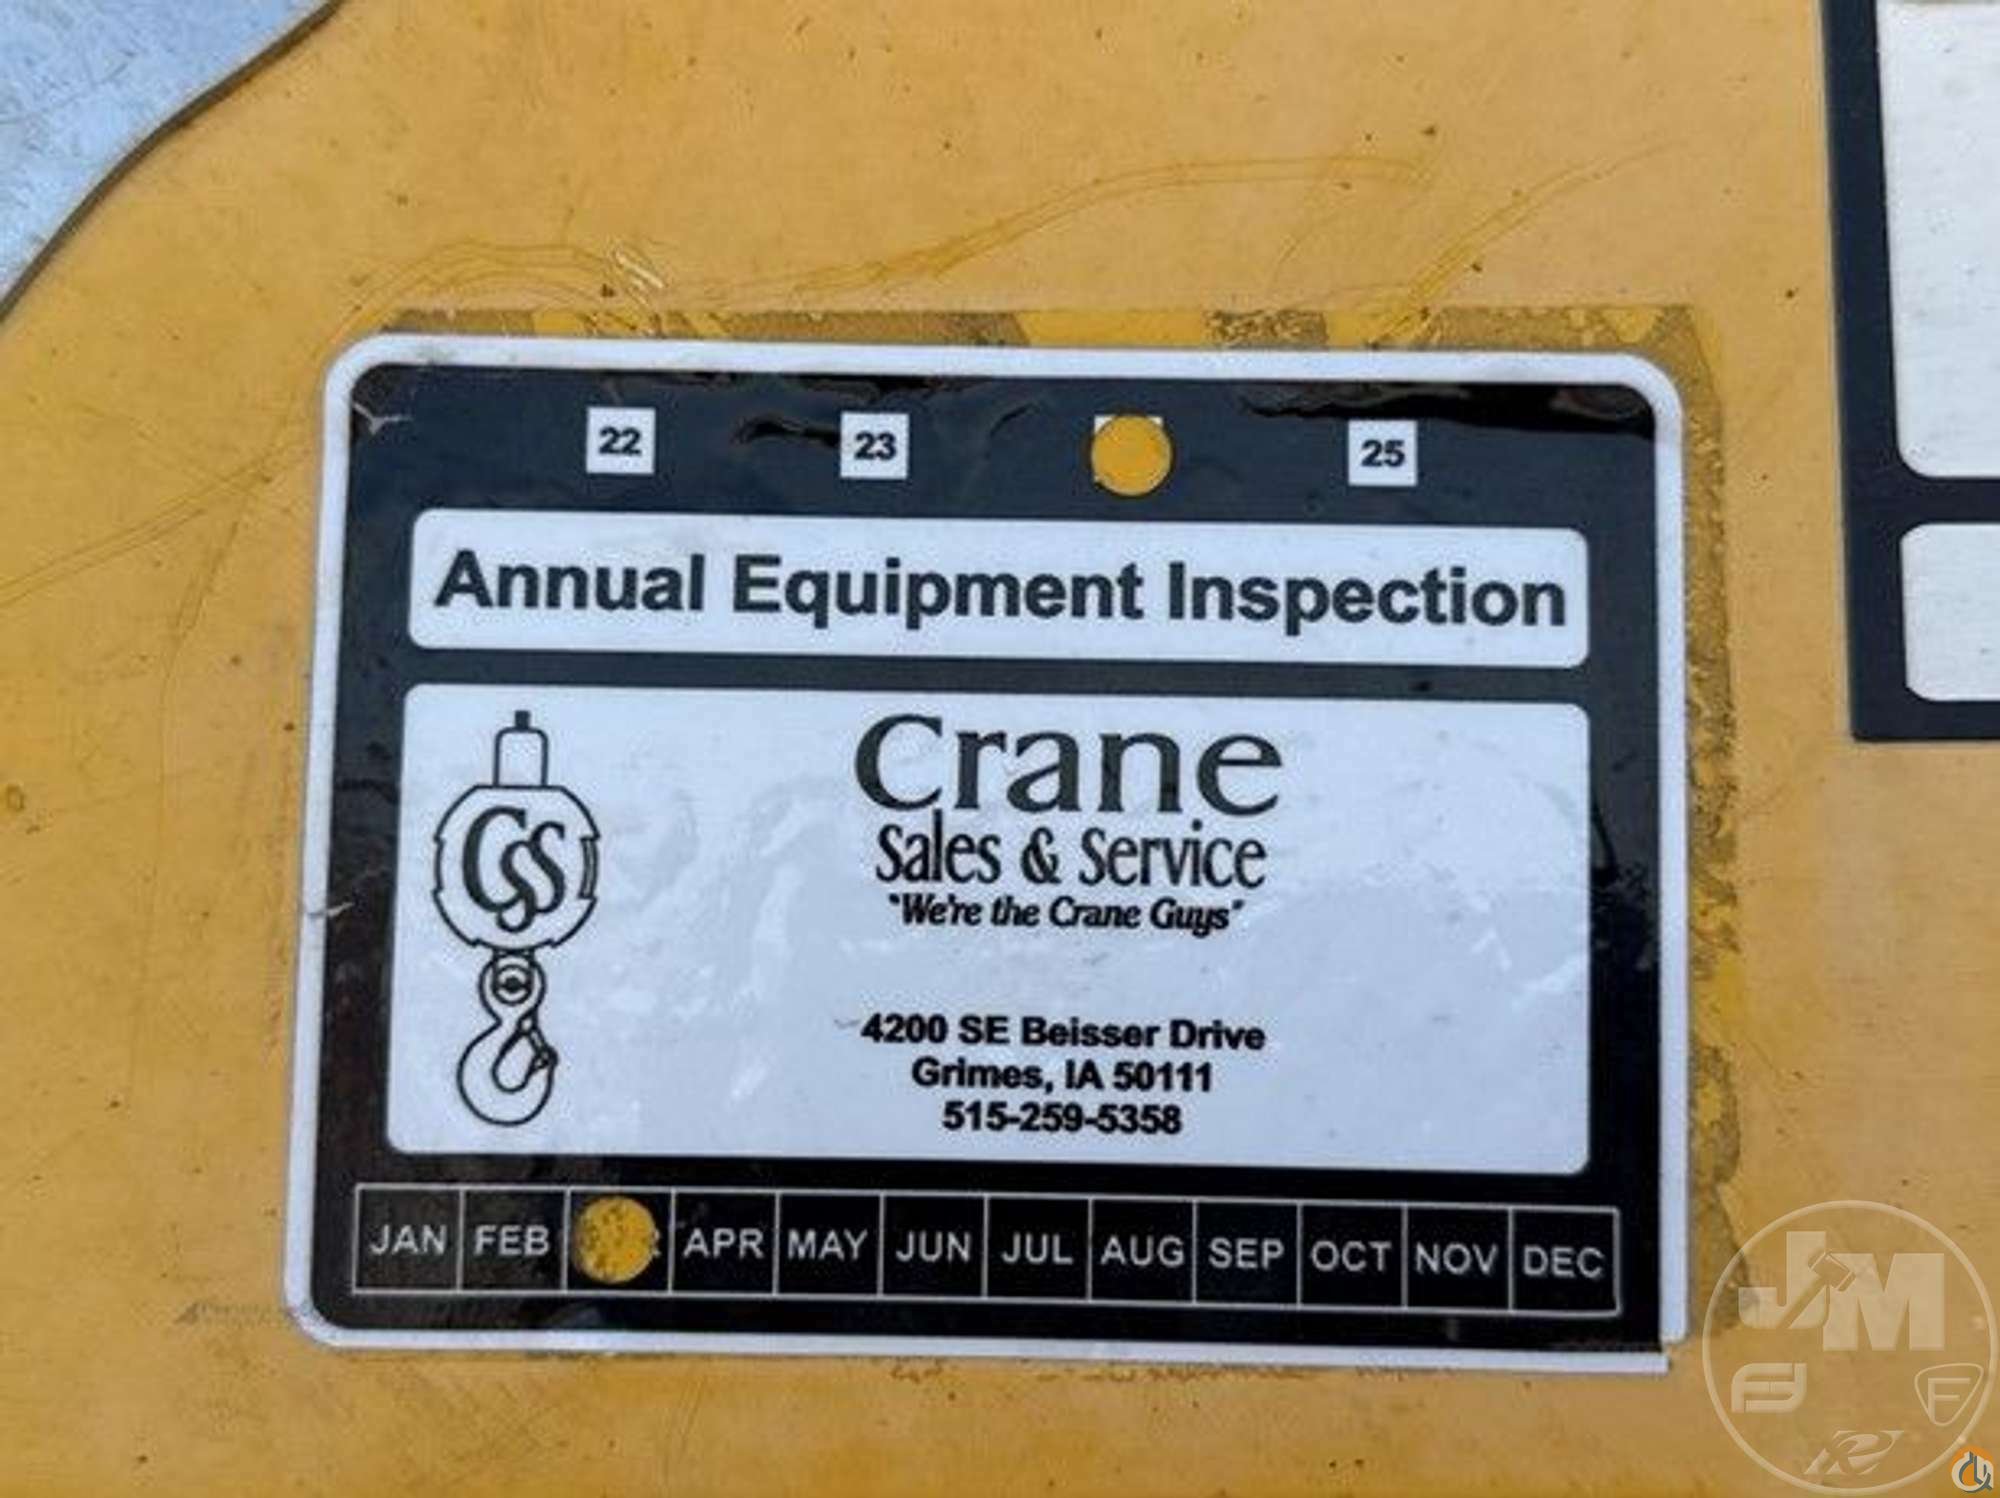 22 23 25
Annual Equipment Inspection
CSS
Crane
Sales & Service
"We're the Crane Guys"
4200 SE Beisser Drive
Grimes, IA 50111
515-259-5358
JAN FEB APR MAY JUN JUL AUG SEP OCT NOV DEC
JM
F